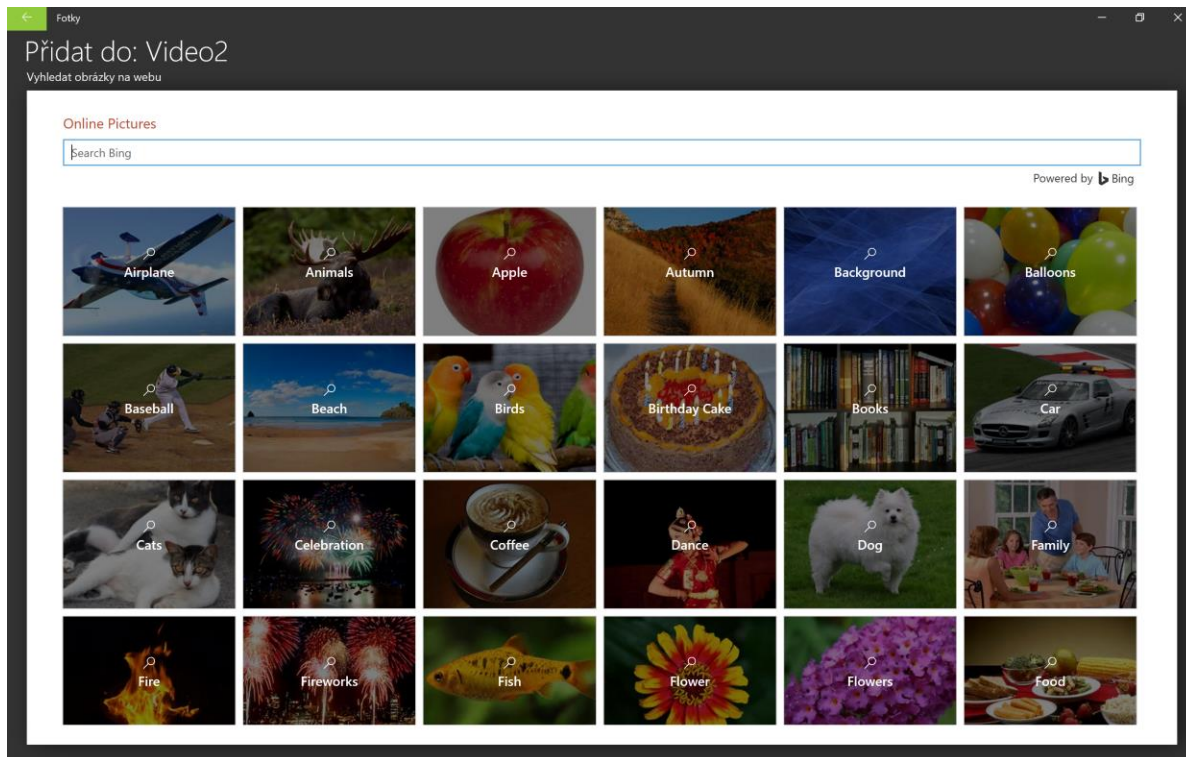 Fotky
Přidat do: Video2
Vyhledat obrázky na webu
Online Pictures
Search Bing
Powered by Bing
Airplane
Animals
Apple
Autumn
Background
Balloons
Baseball
Beach
Birds
Birthday Cake
Books
Car
Cats
Celebration
Coffee
Dance
Dog
Family
Fire
Fireworks
Fish
Flower
Flowers
Food